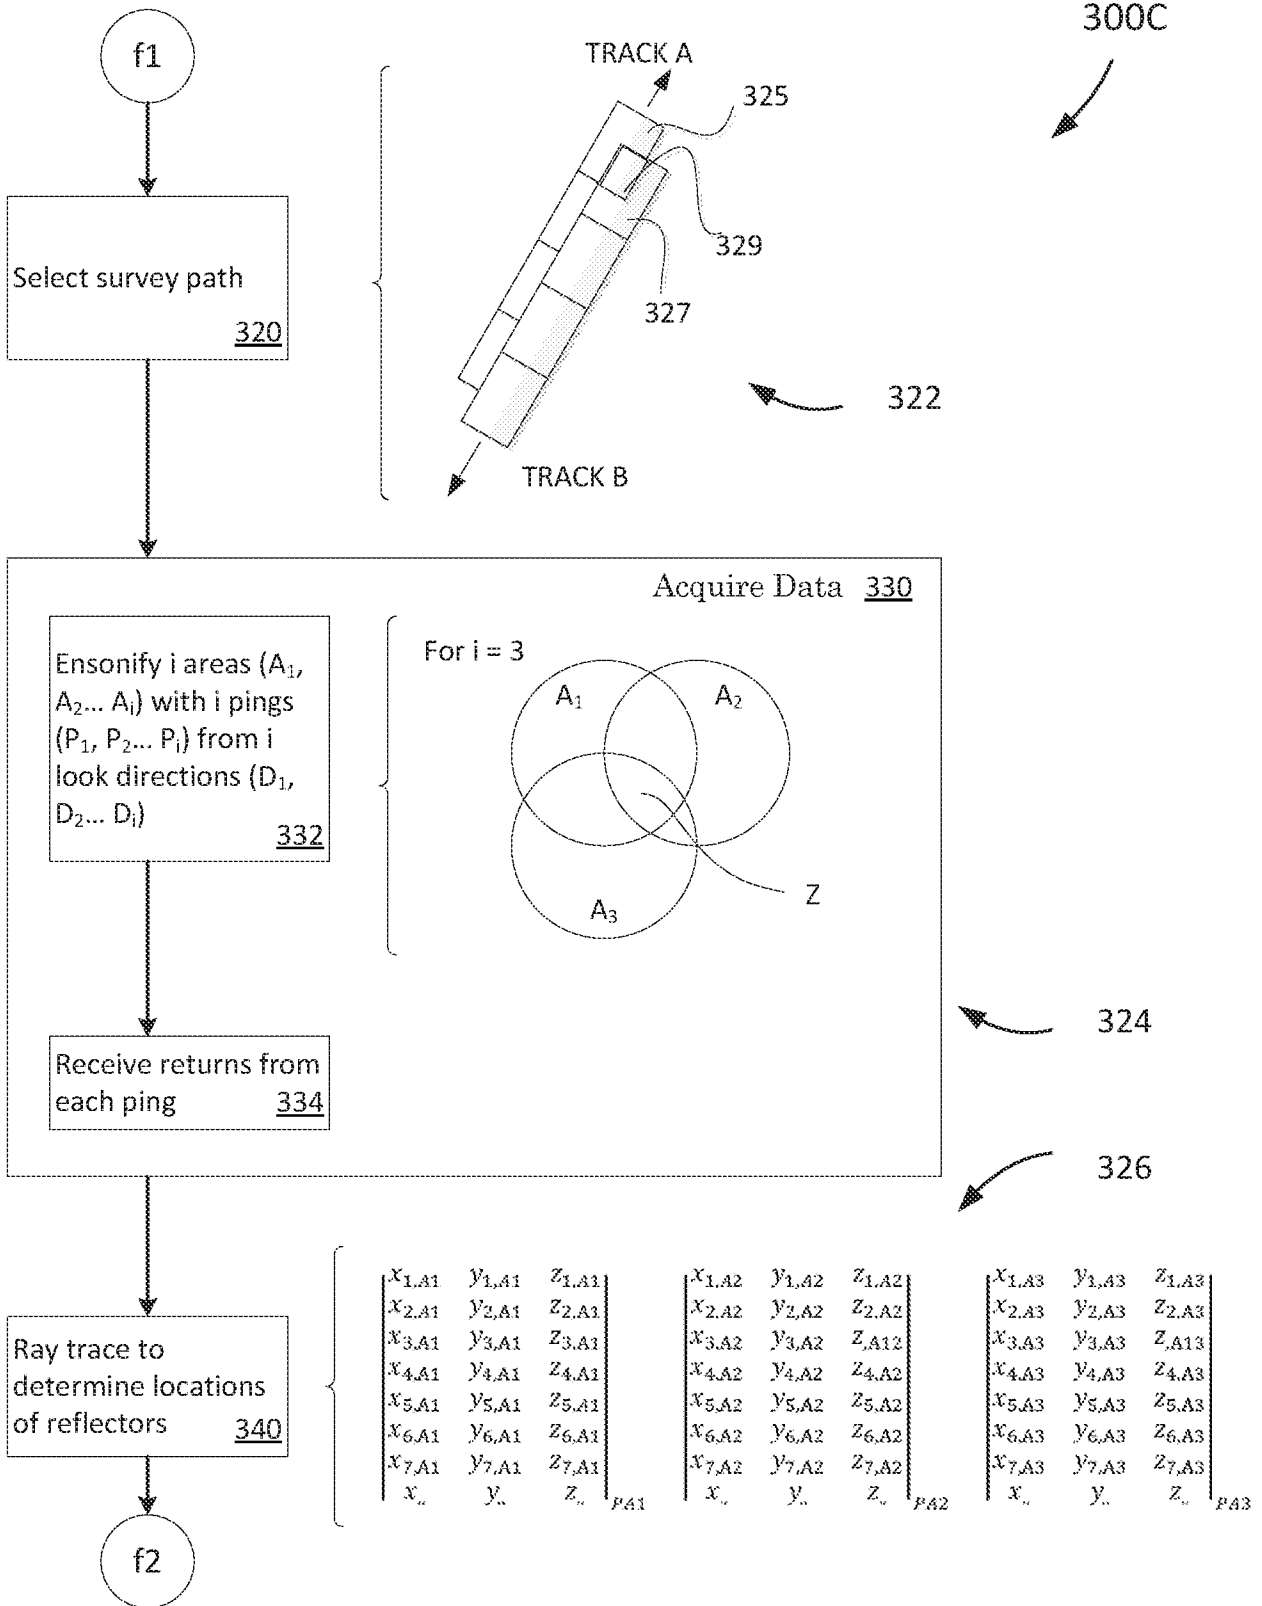 300C
f1
TRACK A
325
329
327
Select survey path
320
322
TRACK B
Acquire Data 330
Ensonify i areas (A₁,
A₂... Aᵢ) with i pings
(P₁, P₂... Pᵢ) from i
look directions (D₁,
D₂... Dᵢ)
332
For i = 3
A₁
A₂
A₃
Z
324
Receive returns from
each ping 334
326
Ray trace to
determine locations
of reflectors 340
x₁,A1 y₁,A1 z₁,A1
x₂,A1 y₂,A1 z₂,A1
x₃,A1 y₃,A1 z₃,A1
x₄,A1 y₄,A1 z₄,A1
x₅,A1 y₅,A1 z₅,A1
x₆,A1 y₆,A1 z₆,A1
x₇,A1 y₇,A1 z₇,A1
x.. y.. z.. PA1
x₁,A2 y₁,A2 z₁,A2
x₂,A2 y₂,A2 z₂,A2
x₃,A2 y₃,A2 z,A12
x₄,A2 y₄,A2 z₄,A2
x₅,A2 y₅,A2 z₅,A2
x₆,A2 y₆,A2 z₆,A2
x₇,A2 y₇,A2 z₇,A2
x.. y.. z.. PA2
x₁,A3 y₁,A3 z₁,A3
x₂,A3 y₂,A3 z₂,A3
x₃,A3 y₃,A3 z,A13
x₄,A3 y₄,A3 z₄,A3
x₅,A3 y₅,A3 z₅,A3
x₆,A3 y₆,A3 z₆,A3
x₇,A3 y₇,A3 z₇,A3
x.. y.. z.. PA3
f2